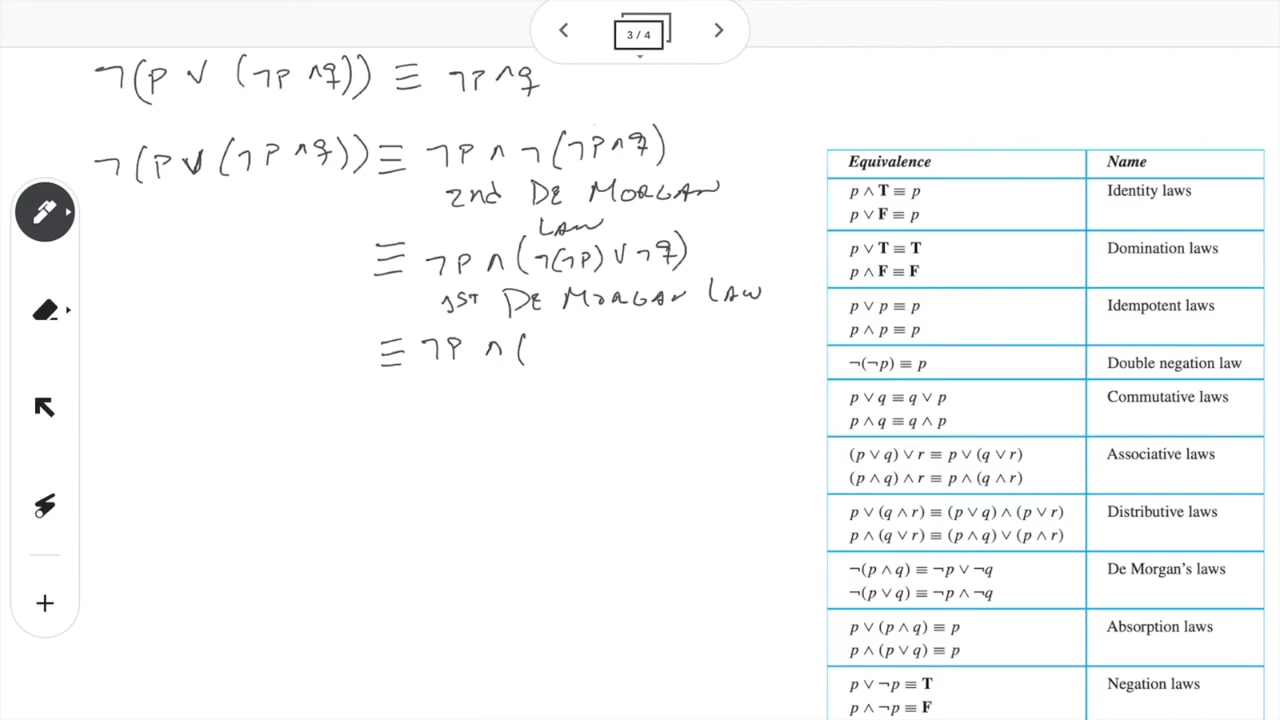 3 / 4
¬(p ∨ (¬p ∧q)) ≡ ¬p∧q
¬(p∨(¬p ∧q)) ≡ ¬p ∧ ¬(¬p∧q)
2nd DE MORGAN
LAW
≡ ¬p ∧ (¬(¬p) ∨ ¬q)
1ST DE MORGAN LAW
≡ ¬p ∧ (
Equivalence Name
p ∧ T ≡ p Identity laws
p ∨ F ≡ p
p ∨ T ≡ T Domination laws
p ∧ F ≡ F
p ∨ p ≡ p Idempotent laws
p ∧ p ≡ p
¬(¬p) ≡ p Double negation law
p ∨ q ≡ q ∨ p Commutative laws
p ∧ q ≡ q ∧ p
(p ∨ q) ∨ r ≡ p ∨ (q ∨ r) Associative laws
(p ∧ q) ∧ r ≡ p ∧ (q ∧ r)
p ∨ (q ∧ r) ≡ (p ∨ q) ∧ (p ∨ r) Distributive laws
p ∧ (q ∨ r) ≡ (p ∧ q) ∨ (p ∧ r)
¬(p ∧ q) ≡ ¬p ∨ ¬q De Morgan's laws
¬(p ∨ q) ≡ ¬p ∧ ¬q
p ∨ (p ∧ q) ≡ p Absorption laws
p ∧ (p ∨ q) ≡ p
p ∨ ¬p ≡ T Negation laws
p ∧ ¬p ≡ F